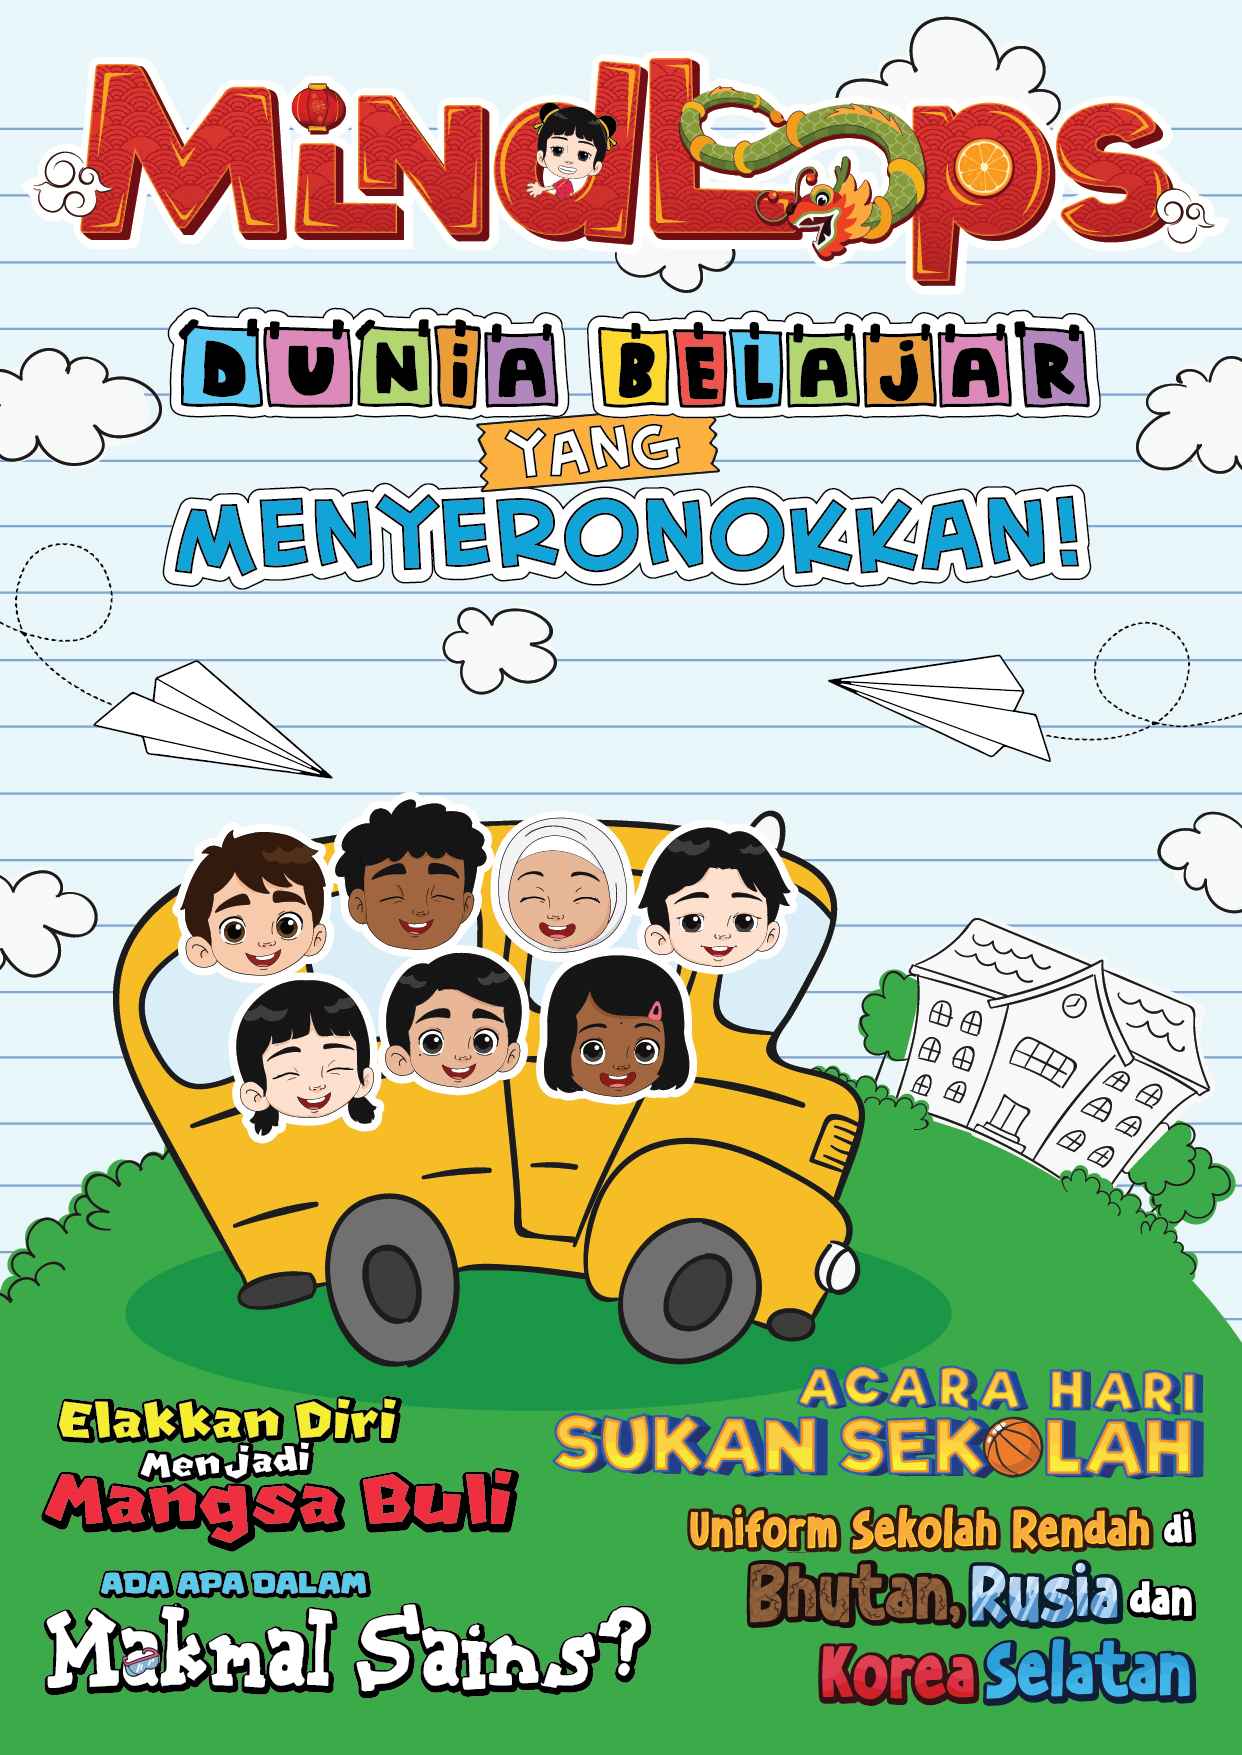 MindLoops
DUNIA BELAJAR
YANG
MENYERONOKKAN!
Elakkan Diri
Menjadi
Mangsa Buli
ADA APA DALAM
Makmal Sains?
ACARA HARI
SUKAN SEKOLAH
Uniform Sekolah Rendah di
Bhutan, Rusia dan
Korea Selatan